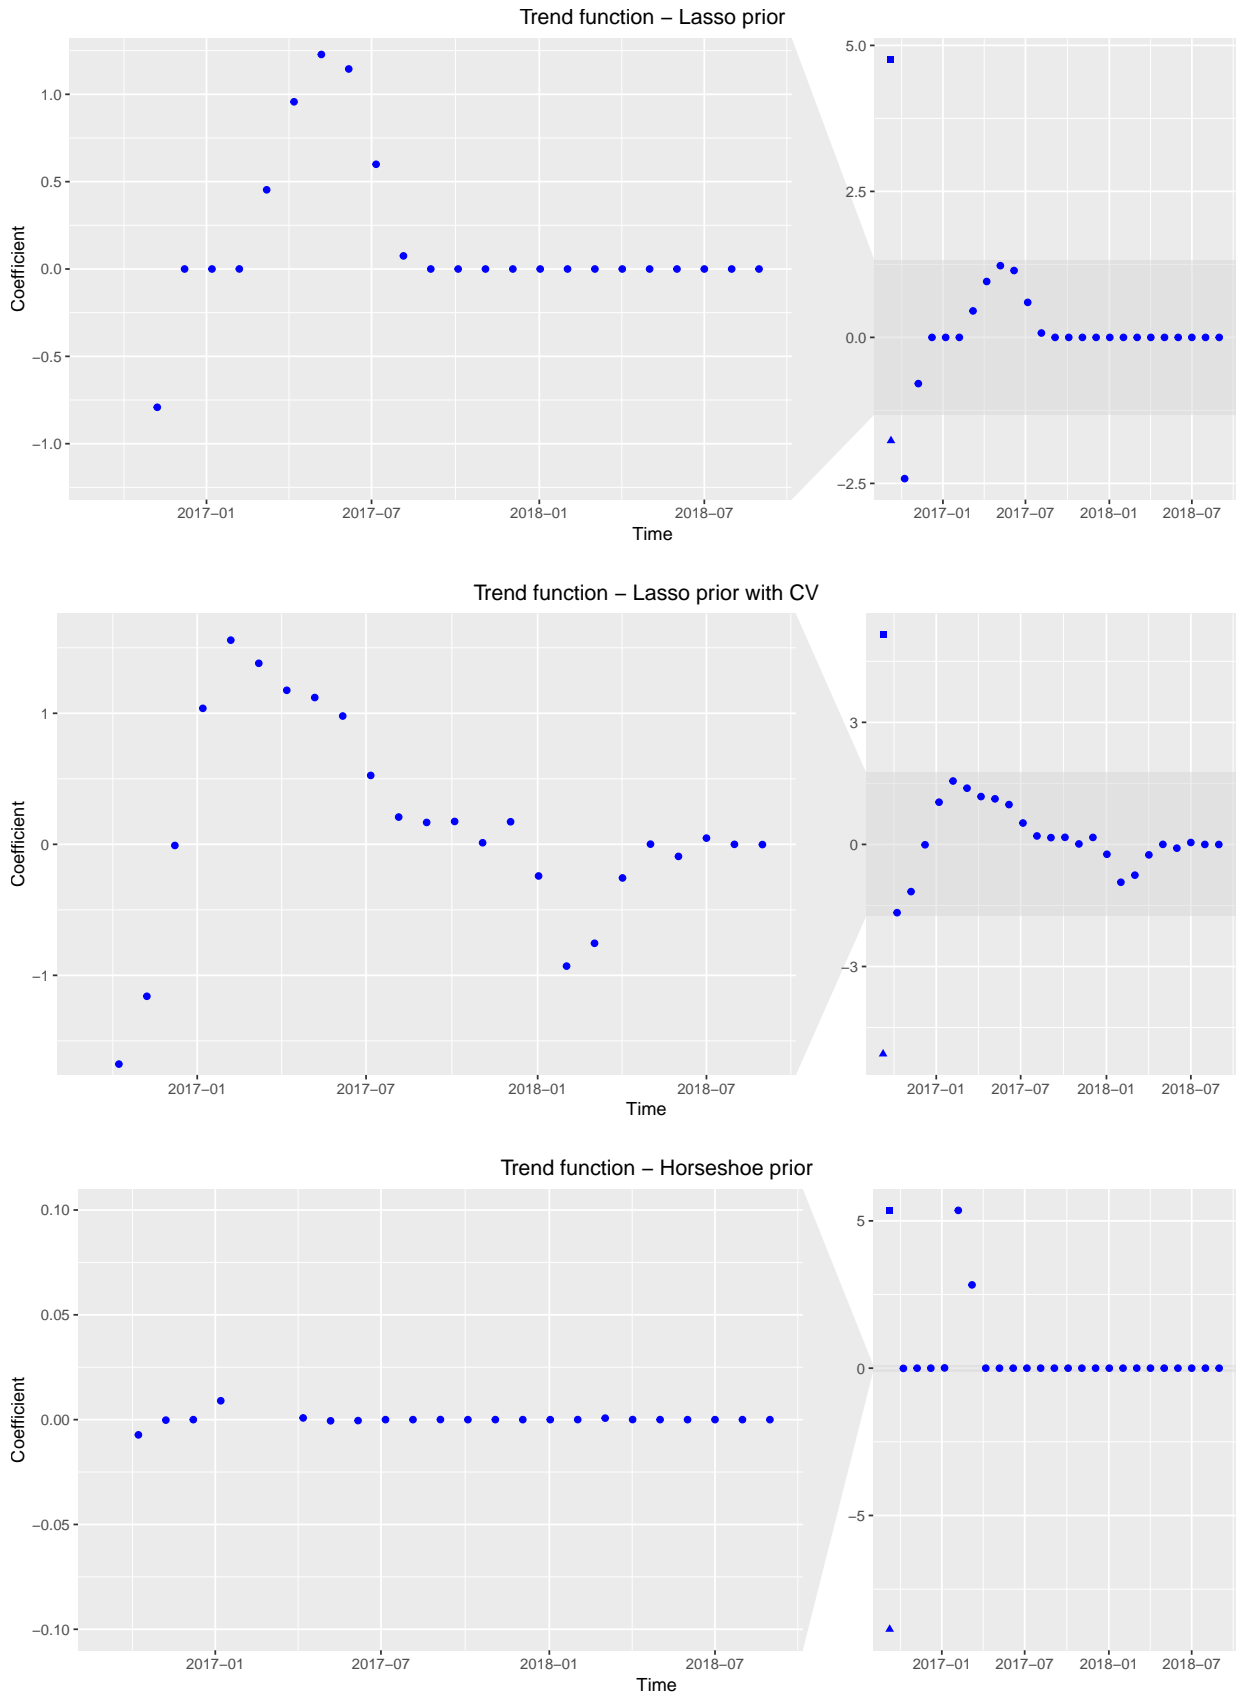 Trend function – Lasso prior
Coefficient
1.0
0.5
0.0
−0.5
−1.0
2017−01 2017−07 2018−01 2018−07
Time
5.0
2.5
0.0
−2.5
2017−01 2017−07 2018−01 2018−07
Trend function – Lasso prior with CV
Coefficient
1
0
−1
2017−01 2017−07 2018−01 2018−07
Time
3
0
−3
2017−01 2017−07 2018−01 2018−07
Trend function – Horseshoe prior
Coefficient
0.10
0.05
0.00
−0.05
−0.10
2017−01 2017−07 2018−01 2018−07
Time
5
0
−5
2017−01 2017−07 2018−01 2018−07